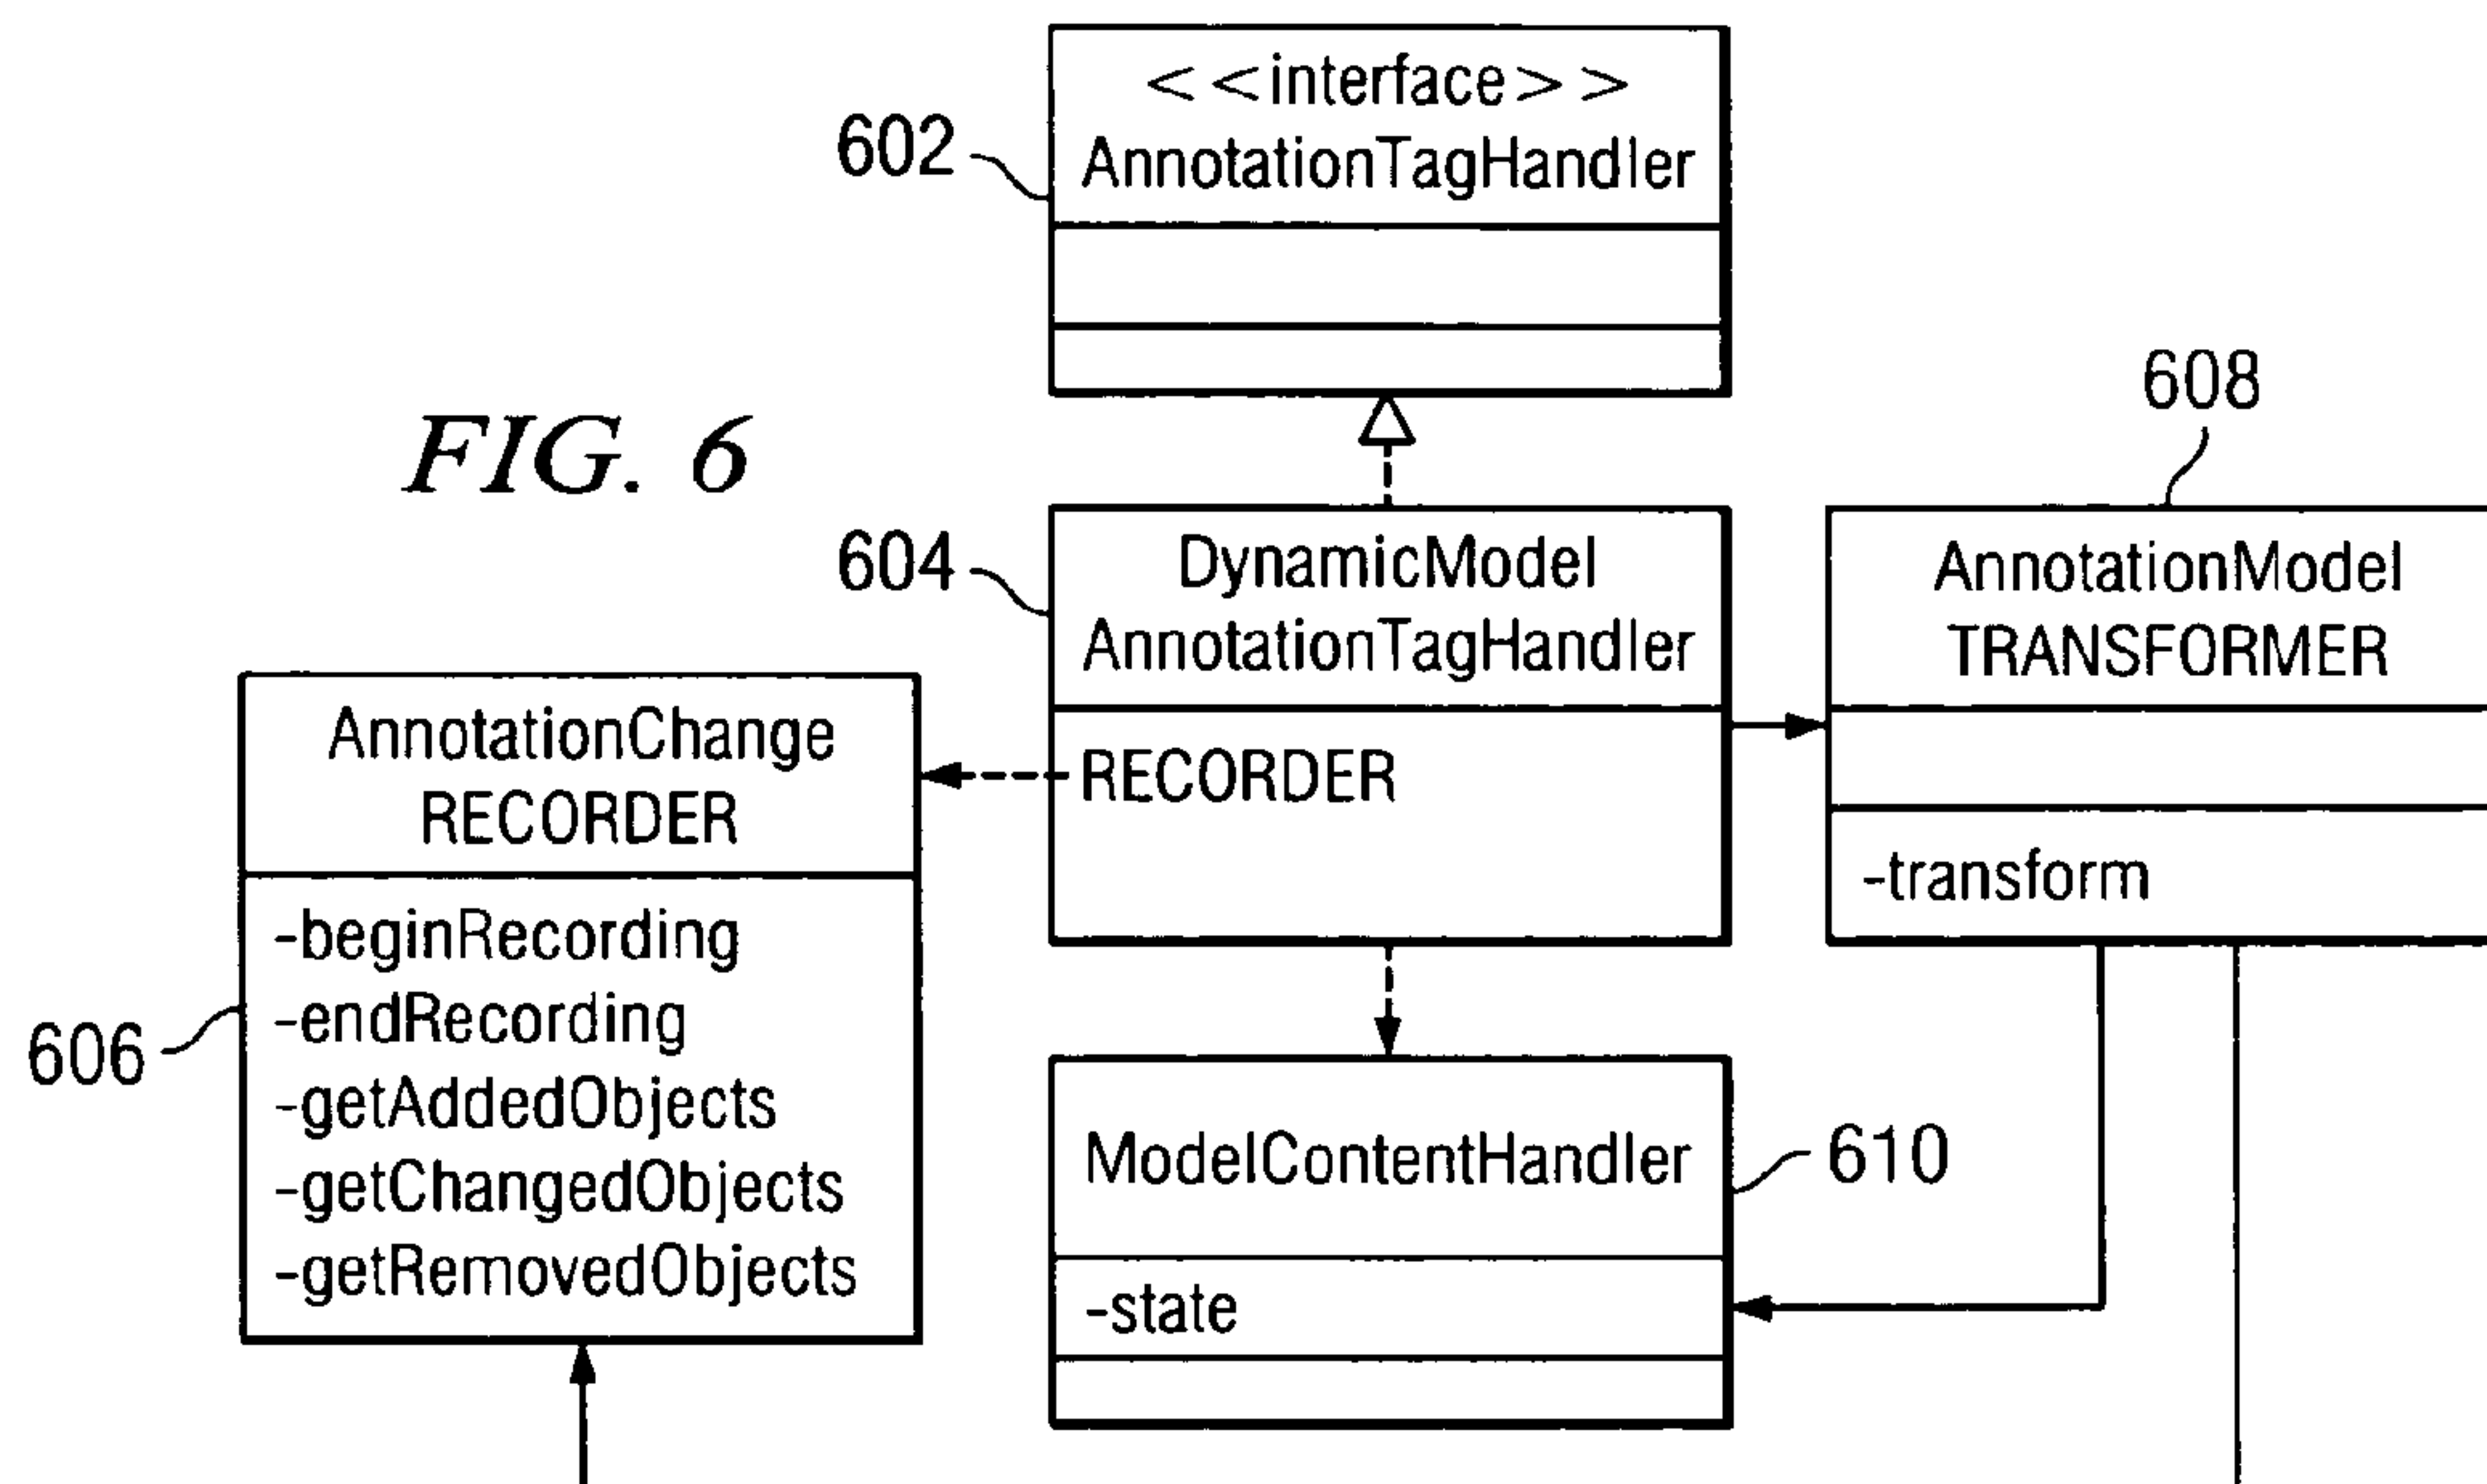 <<interface>>
AnnotationTagHandler
602
FIG. 6
608
604
DynamicModel
AnnotationTagHandler
RECORDER
AnnotationModel
TRANSFORMER
-transform
AnnotationChange
RECORDER
-beginRecording
-endRecording
-getAddedObjects
-getChangedObjects
-getRemovedObjects
606
ModelContentHandler
-state
610